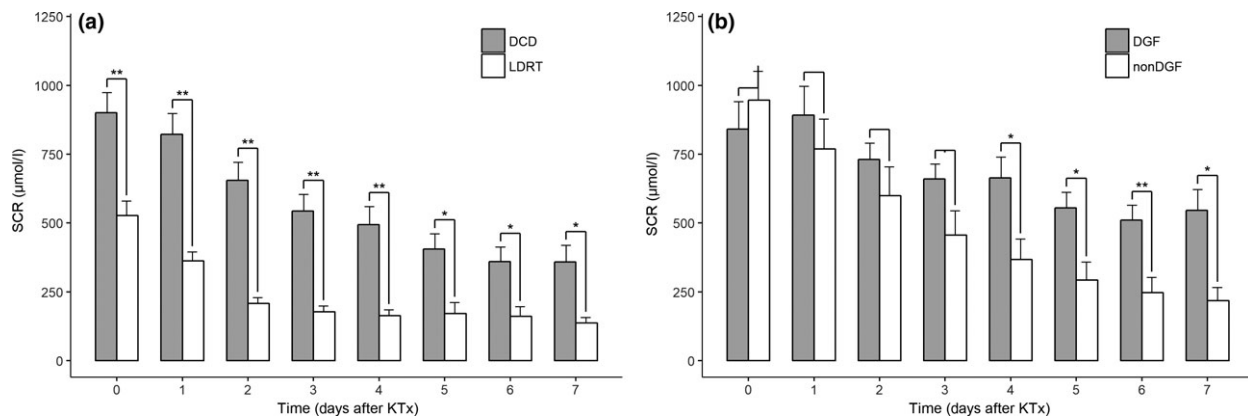 (a)
DCD
LDRT
1250
1000
750
500
250
0
SCR (µmol/l)
** ** ** ** ** * * *
0 1 2 3 4 5 6 7
Time (days after KTx)
(b)
DGF
nonDGF
1250
1000
750
500
250
0
SCR (µmol/l)
* * ** *
0 1 2 3 4 5 6 7
Time (days after KTx)